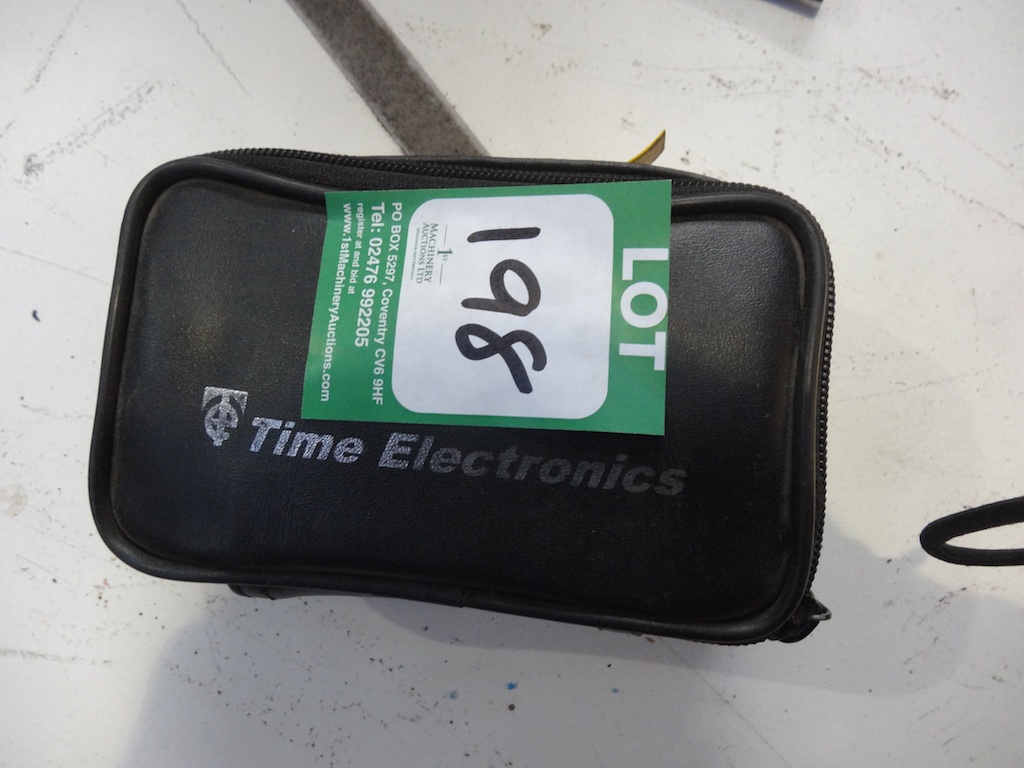 LOT
198
1ST
MACHINERY
AUCTIONS LTD
PO BOX 5297, Coventry CV6 9HF
Tel: 02476 992205
register at and bid at
www.1stMachineryAuctions.com
Time Electronics